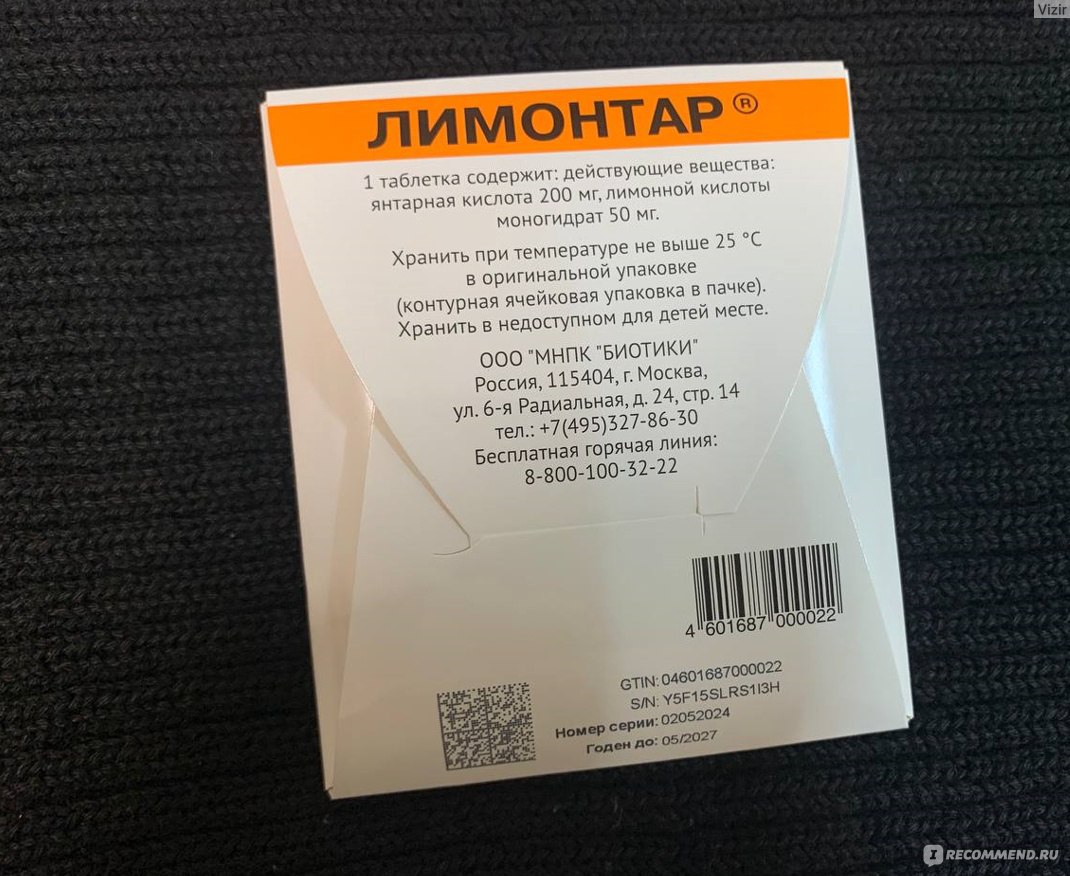 Vizir
ЛИМОНТАР ®
1 таблетка содержит: действующие вещества:
янтарная кислота 200 мг, лимонной кислоты
моногидрат 50 мг.
Хранить при температуре не выше 25 °С
в оригинальной упаковке
(контурная ячейковая упаковка в пачке).
Хранить в недоступном для детей месте.
ООО "МНПК "БИОТИКИ"
Россия, 115404, г. Москва,
ул. 6-я Радиальная, д. 24, стр. 14
тел.: +7(495)327-86-30
Бесплатная горячая линия:
8-800-100-32-22
4 601687 000022
GTIN: 04601687000022
S/N: Y5F15SLRS1I3H
Номер серии: 02052024
Годен до: 05/2027
IRECOMMEND.RU